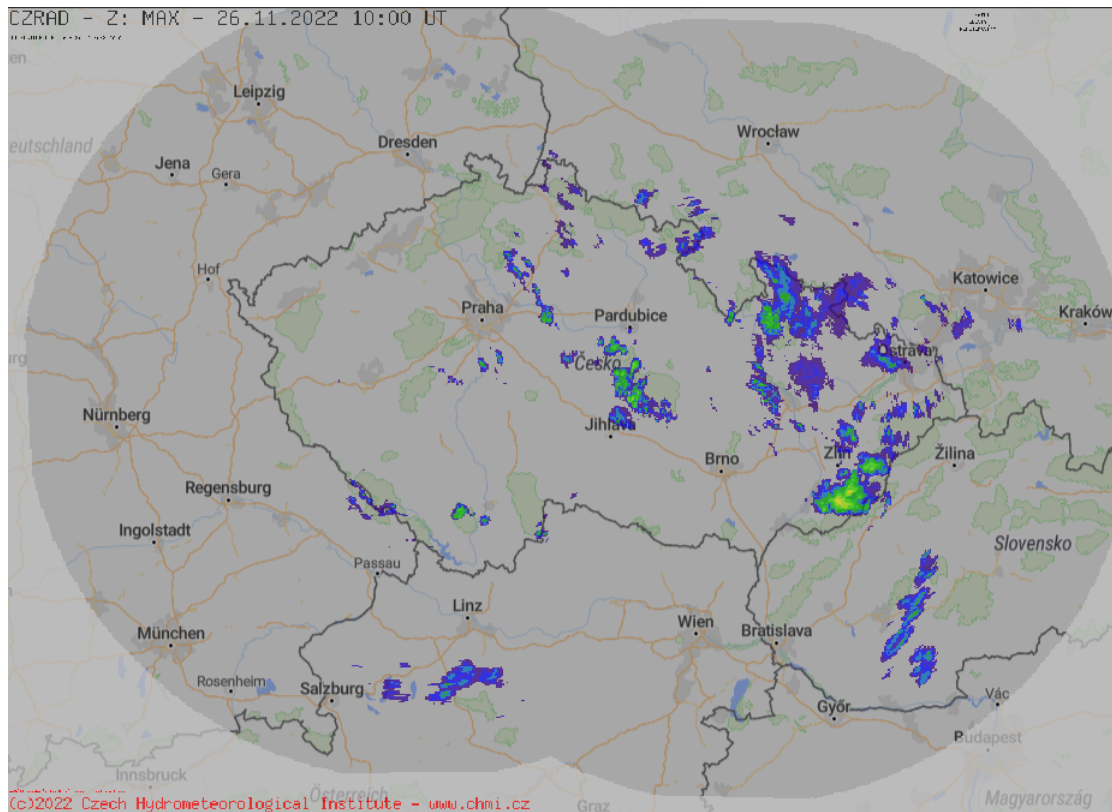 CZRAD - Z: MAX - 26.11.2022 10:00 UT
Leipzig
Wrocław
Dresden
eutschland
Jena
Gera
Hof
Katowice
Praha
Pardubice
Kraków
Ostrava
Česko
Nürnberg
Jihlava
Brno
Zlín
Žilina
Regensburg
Ingolstadt
Slovensko
Passau
Linz
Wien
Bratislava
München
Rosenheim
Salzburg
Vác
Győr
Budapest
Innsbruck
Österreich
Graz
Magyarország
(c)2022 Czech Hydrometeorological Institute - www.chmi.cz